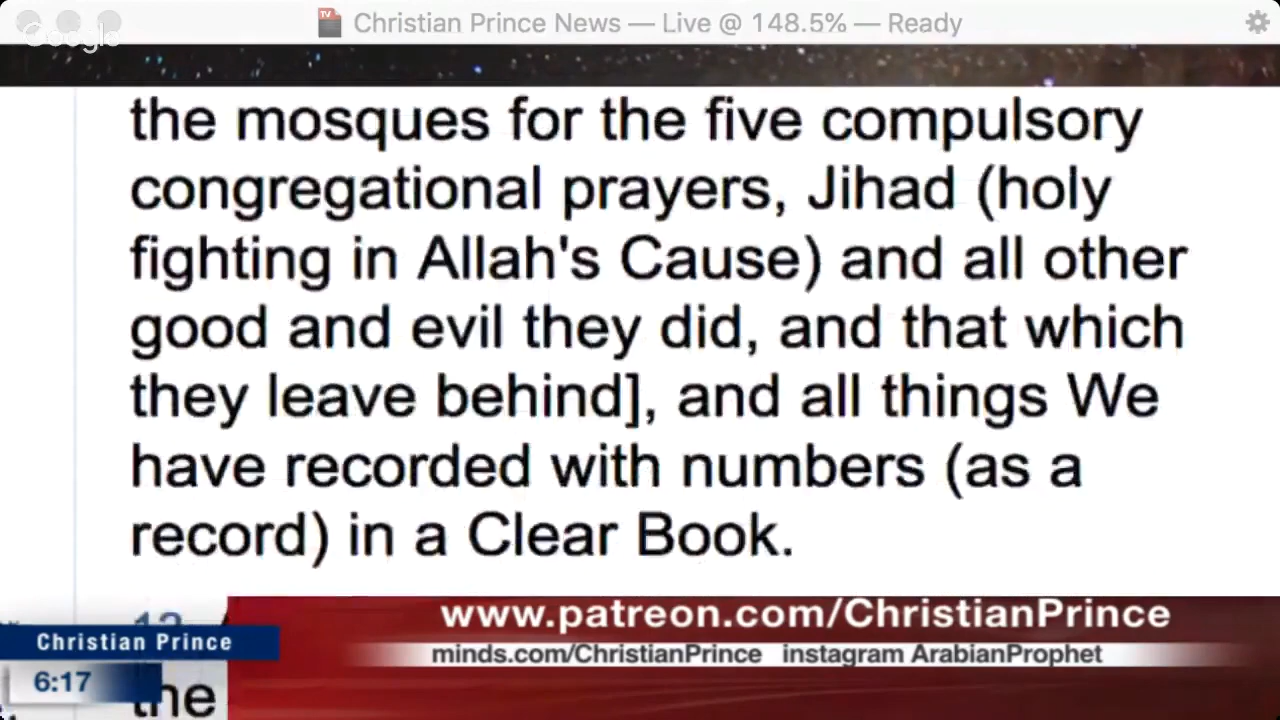 Christian Prince News — Live @ 148.5% — Ready
Google
the mosques for the five compulsory
congregational prayers, Jihad (holy
fighting in Allah's Cause) and all other
good and evil they did, and that which
they leave behind], and all things We
have recorded with numbers (as a
record) in a Clear Book.
12
www.patreon.com/ChristianPrince
Christian Prince
minds.com/ChristianPrince instagram ArabianProphet
6:17
the